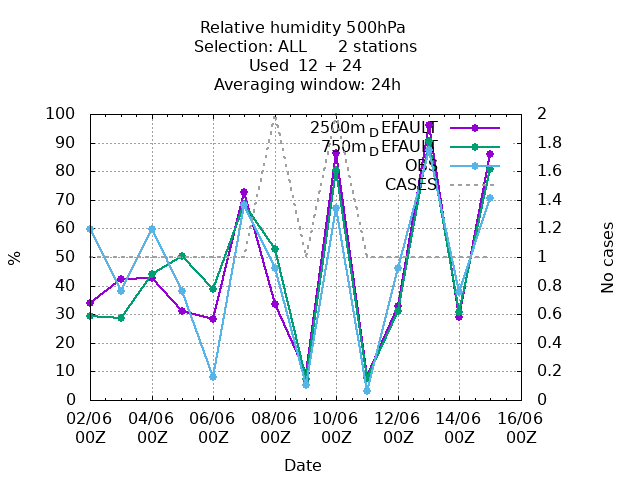 Relative humidity 500hPa
Selection: ALL 2 stations
Used 12 + 24
Averaging window: 24h
100 2
90 1.8
80 1.6
70 1.4
60 1.2
50 1
40 0.8
30 0.6
20 0.4
10 0.2
0 0
2500m_DEFAULT
750m_DEFAULT
OBS
CASES
%
No cases
02/06 04/06 06/06 08/06 10/06 12/06 14/06 16/06
00Z 00Z 00Z 00Z 00Z 00Z 00Z 00Z
Date